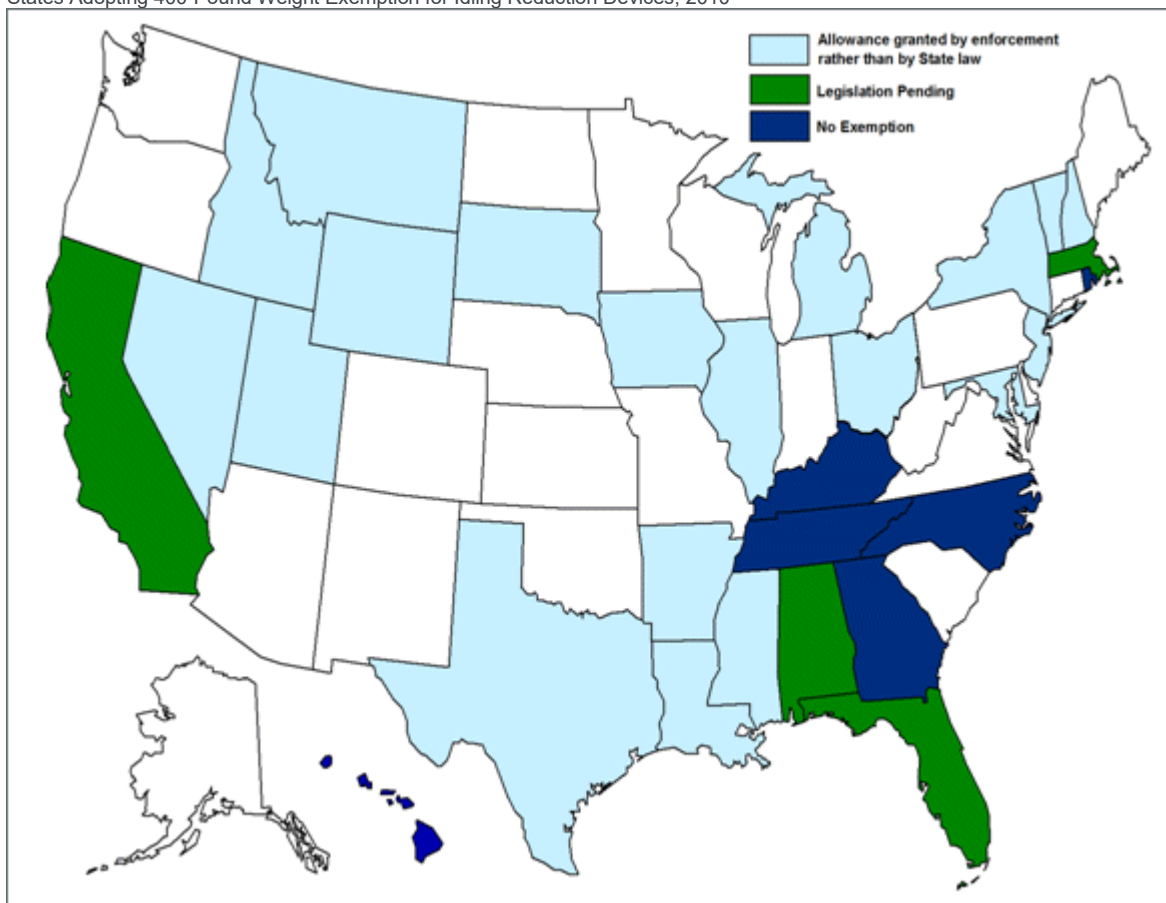 States Adopting 400 Pound Weight Exemption for Idling Reduction Devices, 2010
Allowance granted by enforcement
rather than by State law
Legislation Pending
No Exemption